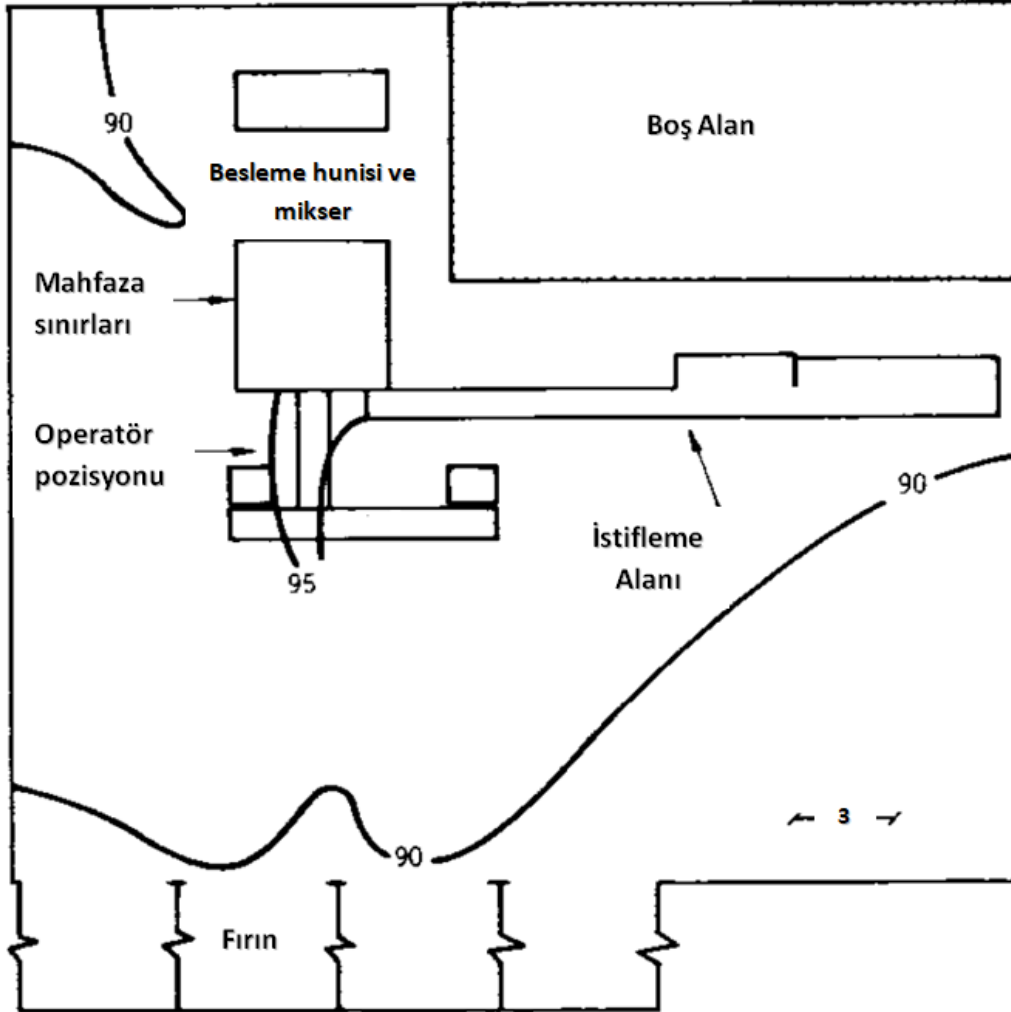 90
Boş Alan
Besleme hunisi ve
mikser
Mahfaza
sınırları
Operatör
pozisyonu
90
İstifleme
Alanı
95
3
90
Fırın